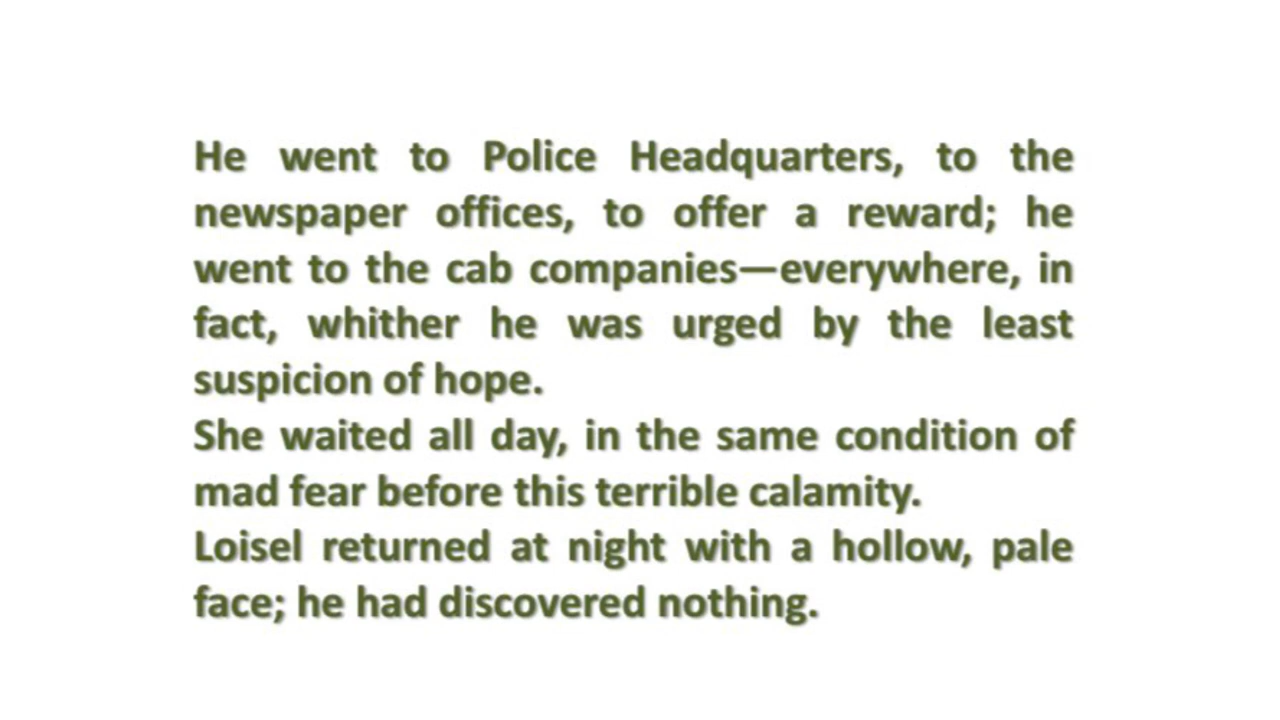 He went to Police Headquarters, to the
newspaper offices, to offer a reward; he
went to the cab companies—everywhere, in
fact, whither he was urged by the least
suspicion of hope.
She waited all day, in the same condition of
mad fear before this terrible calamity.
Loisel returned at night with a hollow, pale
face; he had discovered nothing.